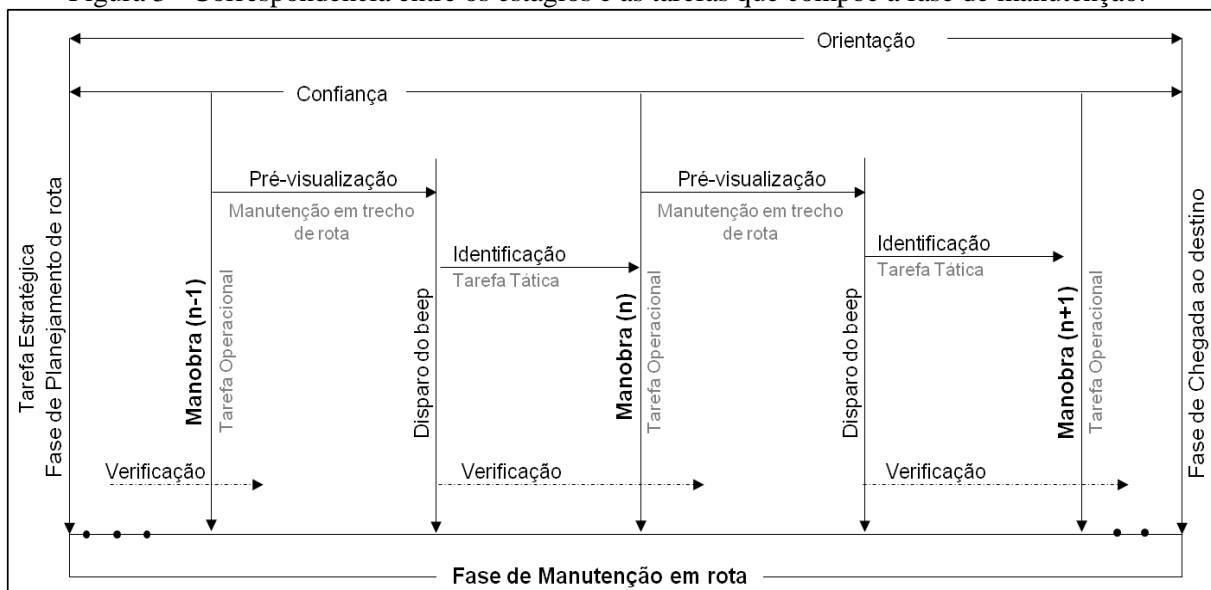 Figura 5 - Correspondência entre os estágios e as tarefas que compõe a fase de manutenção.
Orientação
Confiança
Tarefa Estratégica
Fase de Planejamento de rota
Manobra (n-1)
Tarefa Operacional
Pré-visualização
Manutenção em trecho
de rota
Disparo do beep
Identificação
Tarefa Tática
Manobra (n)
Tarefa Operacional
Pré-visualização
Manutenção em trecho
de rota
Disparo do beep
Identificação
Tarefa Tática
Manobra (n+1)
Tarefa Operacional
Fase de Chegada ao destino
Verificação
Verificação
Verificação
Fase de Manutenção em rota